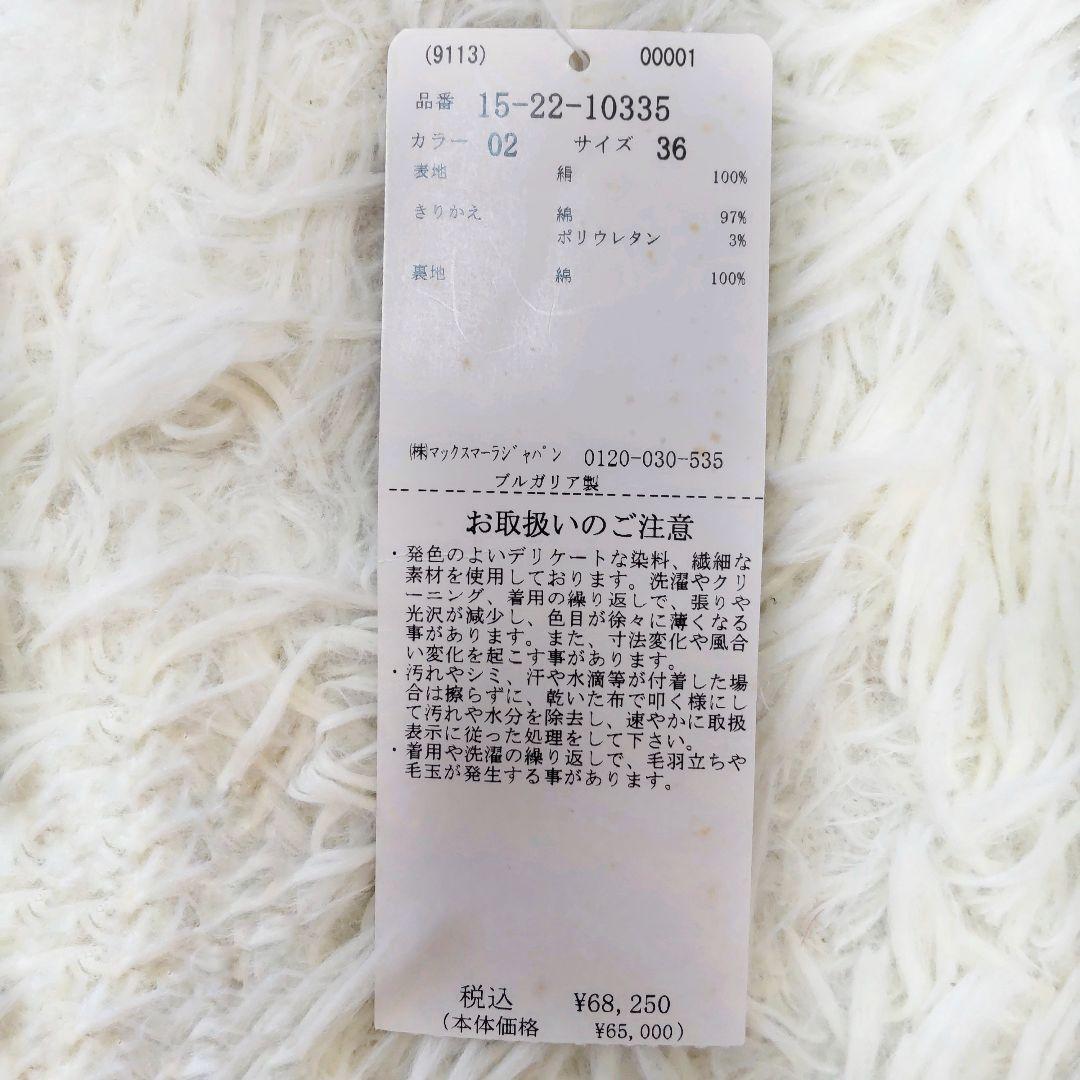 (9113) 00001
品番 15-22-10335
カラー 02 サイズ 36
表地 絹 100%
きりかえ 綿 97%
ポリウレタン 3%
裏地 綿 100%
㈱マックスマーラジャパン 0120-030-535
ブルガリア製
お取扱いのご注意
・発色のよいデリケートな染料、繊細な
素材を使用しております。洗濯やクリ
ーニング、着用の繰り返しで、張りや
光沢が減少し、色目が徐々に薄くなる
事があります。また、寸法変化や風合
い変化を起こす事があります。
・汚れやシミ、汗や水滴等が付着した場
合は擦らずに、乾いた布で叩く様にし
て汚れや水分を除去し、速やかに取扱
表示に従った処理をして下さい。
・着用や洗濯の繰り返しで、毛羽立ちや
毛玉が発生する事があります。
税込 ¥68,250
(本体価格 ¥65,000)